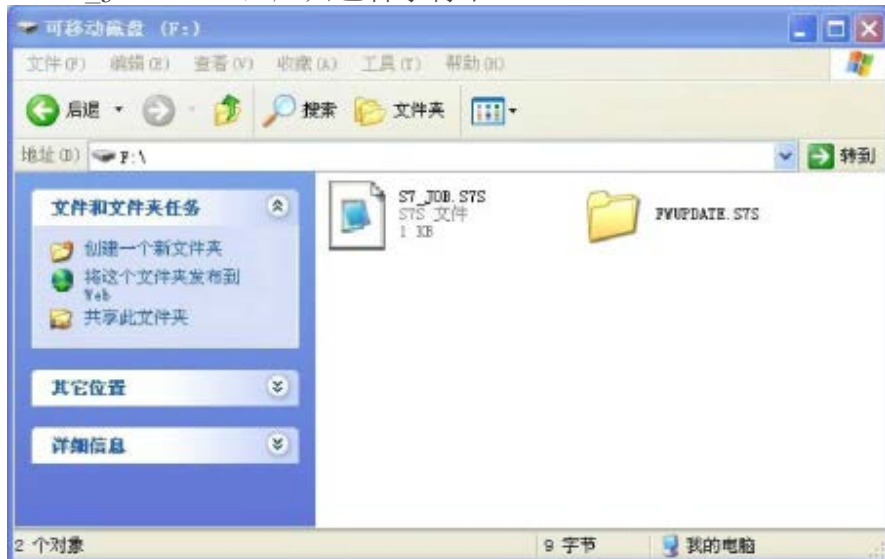 可移动磁盘 (F:)
文件(F) 编辑(E) 查看(V) 收藏(A) 工具(T) 帮助(H)
后退 搜索 文件夹
地址(D) F:\ 转到
文件和文件夹任务
创建一个新文件夹
将这个文件夹发布到
Web
共享此文件夹
其它位置
详细信息
S7_JOB.S7S
S7S 文件
1 KB
FWUPDATE.S7S
2 个对象 9 字节 我的电脑